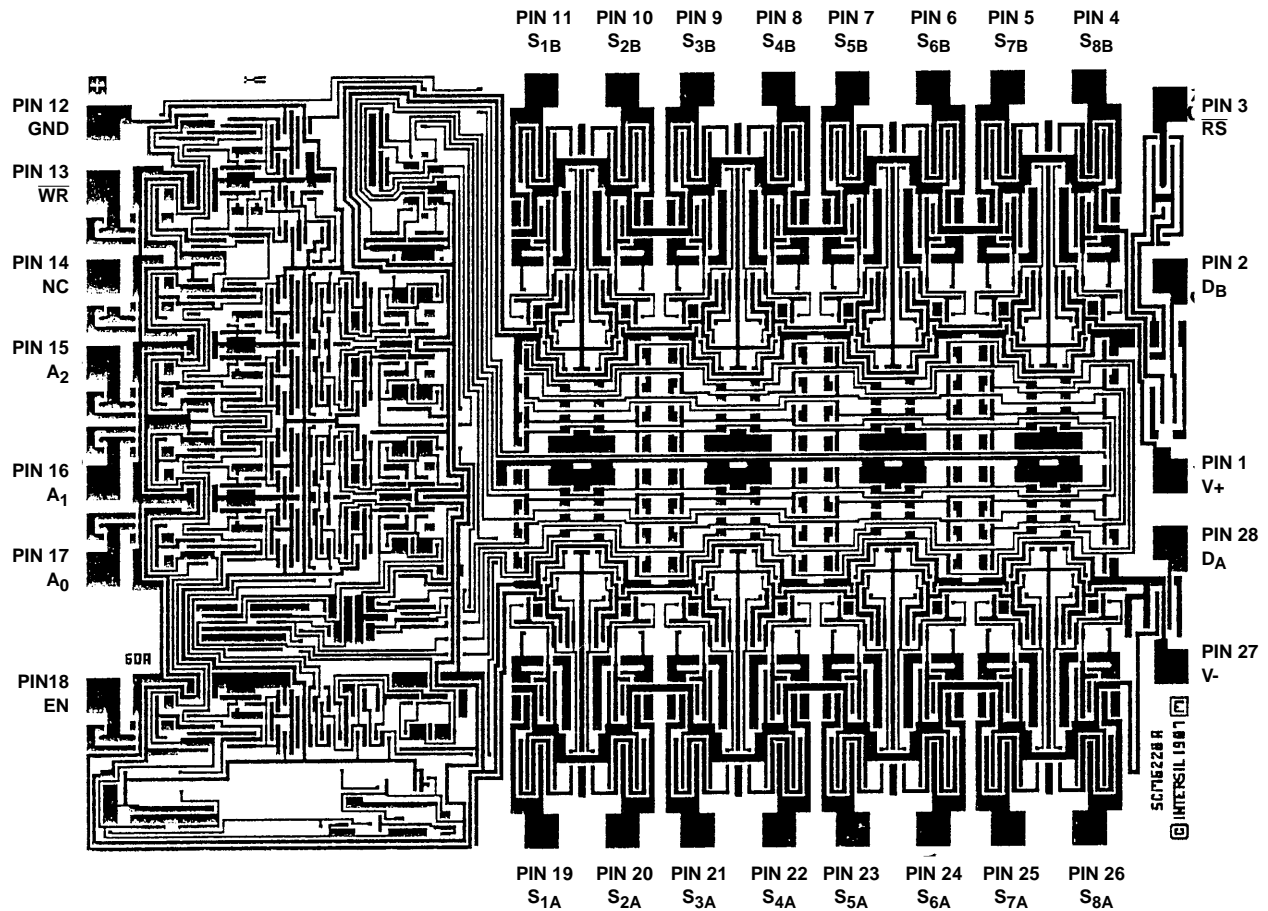 PIN 11
S1B
PIN 10
S2B
PIN 9
S3B
PIN 8
S4B
PIN 7
S5B
PIN 6
S6B
PIN 5
S7B
PIN 4
S8B
PIN 12
GND
PIN 13
WR
PIN 14
NC
PIN 15
A2
PIN 16
A1
PIN 17
A0
PIN18
EN
60A
PIN 3
RS
PIN 2
DB
PIN 1
V+
PIN 28
DA
PIN 27
V-
SCM6228A
© INTERSIL 1987 M
PIN 19
S1A
PIN 20
S2A
PIN 21
S3A
PIN 22
S4A
PIN 23
S5A
PIN 24
S6A
PIN 25
S7A
PIN 26
S8A